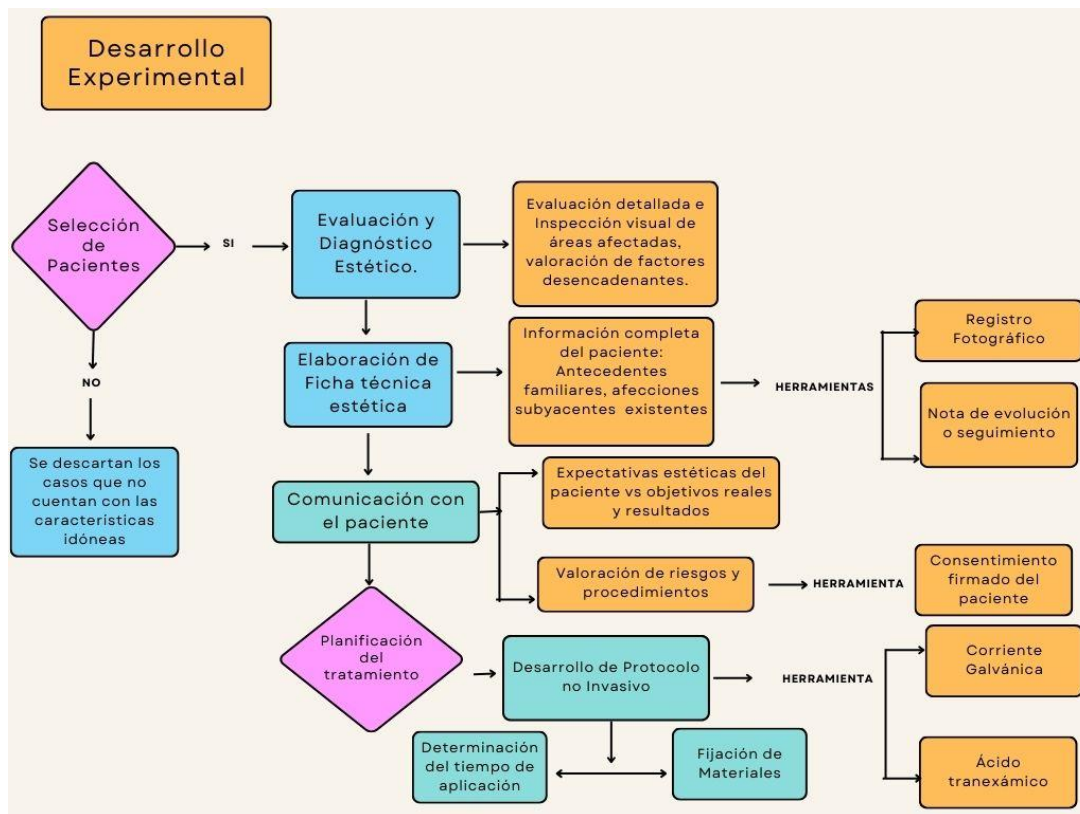 Desarrollo
Experimental
Selección
de
Pacientes
SI
Evaluación y
Diagnóstico
Estético.
Evaluación detallada e
Inspección visual de
áreas afectadas,
valoración de factores
desencadenantes.
NO
Se descartan los
casos que no
cuentan con las
características
idóneas
Elaboración de
Ficha técnica
estética
Información completa
del paciente:
Antecedentes
familiares, afecciones
subyacentes existentes
HERRAMIENTAS
Registro
Fotográfico
Nota de evolución
o seguimiento
Comunicación con
el paciente
Expectativas estéticas del
paciente vs objetivos reales
y resultados
Valoración de riesgos y
procedimientos
HERRAMIENTA
Consentimiento
firmado del
paciente
Planificación
del
tratamiento
Desarrollo de Protocolo
no Invasivo
HERRAMIENTA
Corriente
Galvánica
Ácido
tranexámico
Determinación
del tiempo de
aplicación
Fijación de
Materiales